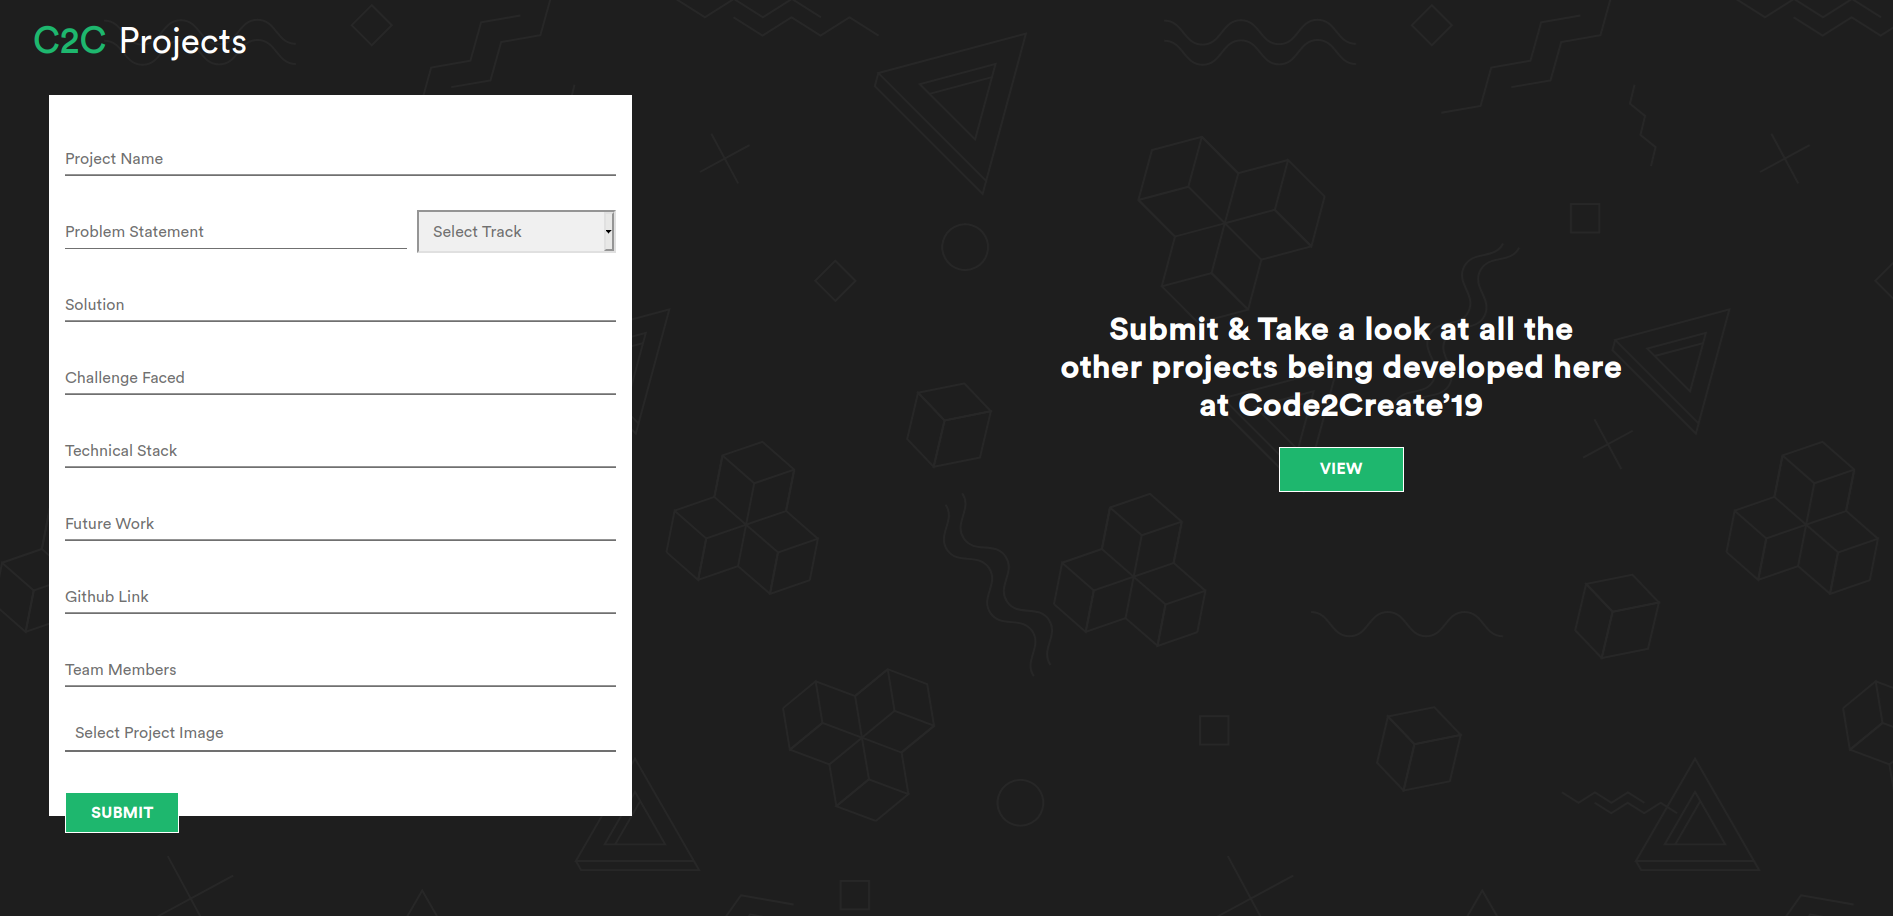 C2C Projects
Project Name
Problem Statement
Select Track
Solution
Challenge Faced
Technical Stack
Future Work
Github Link
Team Members
Select Project Image
SUBMIT
Submit & Take a look at all the
other projects being developed here
at Code2Create’19
VIEW